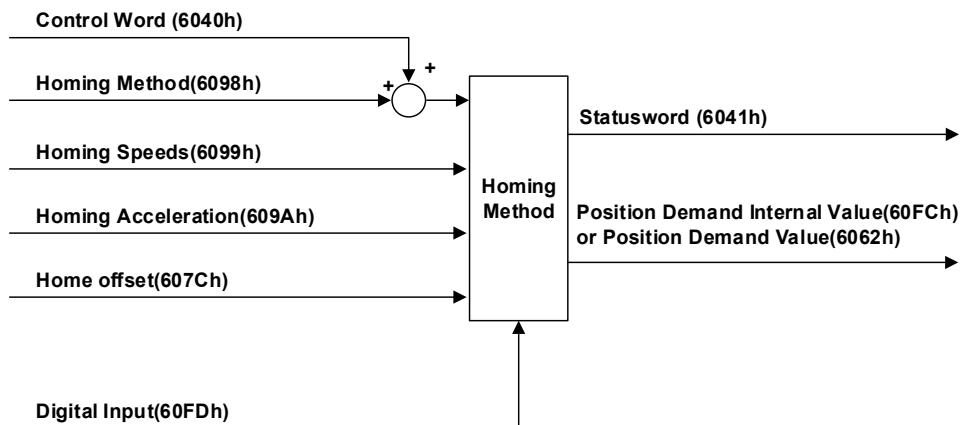 Control Word (6040h)
+
+
Homing Method(6098h)
Homing Speeds(6099h)
Homing Acceleration(609Ah)
Home offset(607Ch)
Digital Input(60FDh)
Homing
Method
Statusword (6041h)
Position Demand Internal Value(60FCh)
or Position Demand Value(6062h)